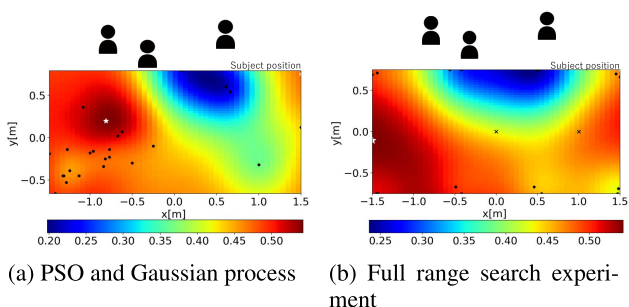 Subject position
Subject position
y[m]
0.5
0.0
−0.5
−1.0 −0.5 0.0 0.5 1.0 1.5
x[m]
0.20 0.25 0.30 0.35 0.40 0.45 0.50
y[m]
0.5
0.0
−0.5
−1.5 −1.0 −0.5 0.0 0.5 1.0 1.5
x[m]
0.25 0.30 0.35 0.40 0.45 0.50
(a) PSO and Gaussian process
(b) Full range search experi-
ment